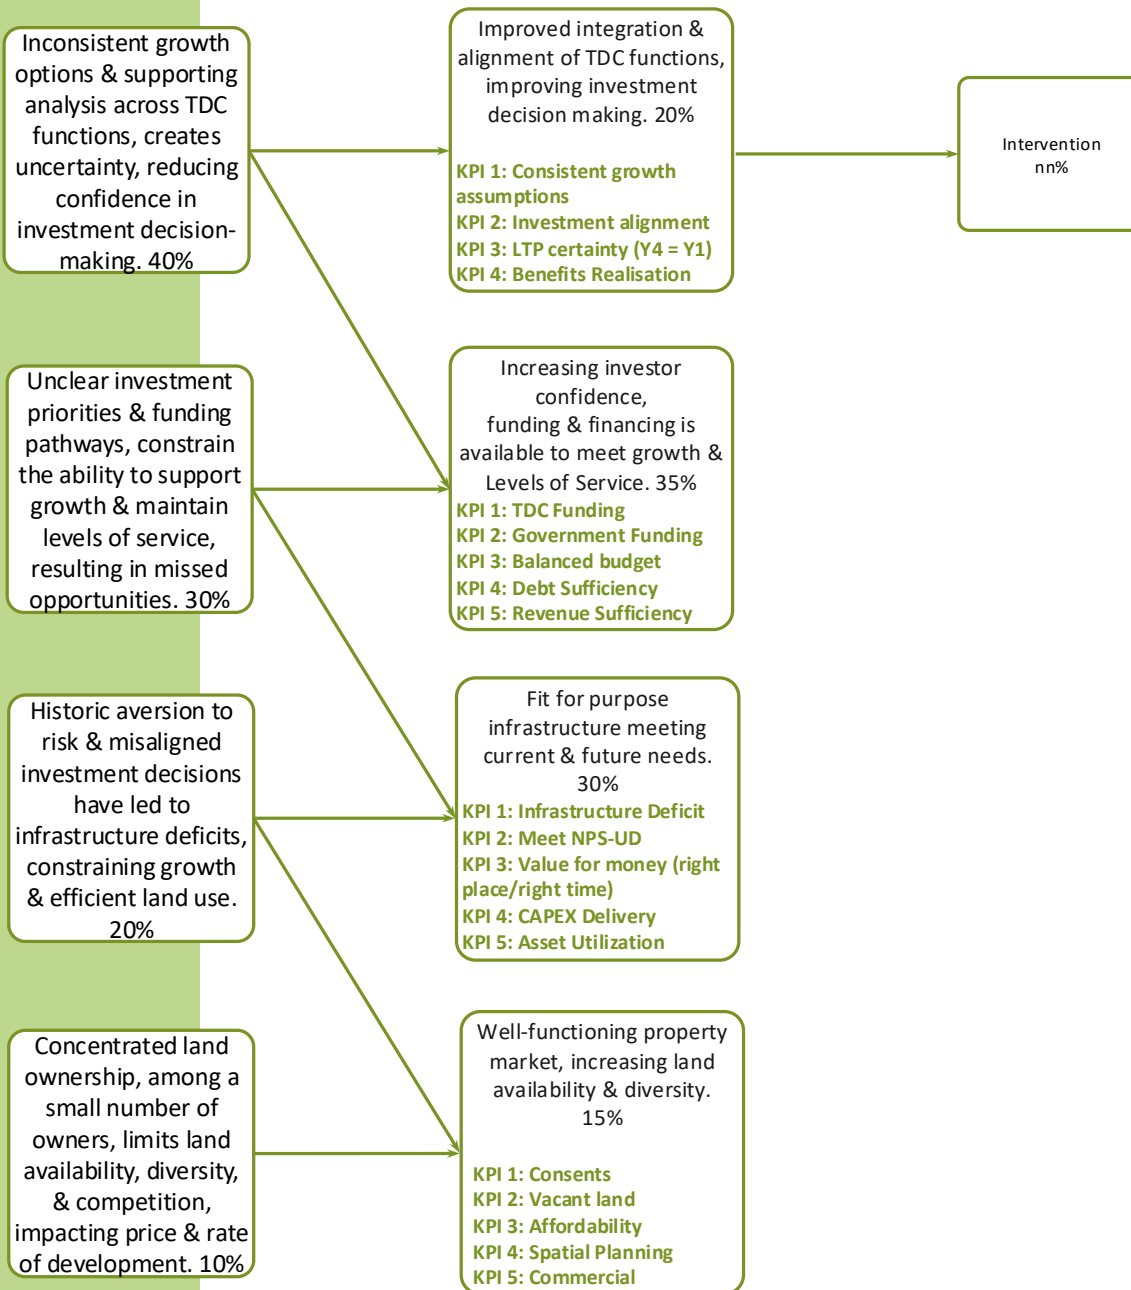 Inconsistent growth
options & supporting
analysis across TDC
functions, creates
uncertainty, reducing
confidence in
investment decision-
making. 40%
Unclear investment
priorities & funding
pathways, constrain
the ability to support
growth & maintain
levels of service,
resulting in missed
opportunities. 30%
Historic aversion to
risk & misaligned
investment decisions
have led to
infrastructure deficits,
constraining growth
& efficient land use.
20%
Concentrated land
ownership, among a
small number of
owners, limits land
availability, diversity,
& competition,
impacting price & rate
of development. 10%
Improved integration &
alignment of TDC functions,
improving investment
decision making. 20%
KPI 1: Consistent growth
assumptions
KPI 2: Investment alignment
KPI 3: LTP certainty (Y4 = Y1)
KPI 4: Benefits Realisation
Increasing investor
confidence,
funding & financing is
available to meet growth &
Levels of Service. 35%
KPI 1: TDC Funding
KPI 2: Government Funding
KPI 3: Balanced budget
KPI 4: Debt Sufficiency
KPI 5: Revenue Sufficiency
Fit for purpose
infrastructure meeting
current & future needs.
30%
KPI 1: Infrastructure Deficit
KPI 2: Meet NPS-UD
KPI 3: Value for money (right
place/right time)
KPI 4: CAPEX Delivery
KPI 5: Asset Utilization
Well-functioning property
market, increasing land
availability & diversity.
15%
KPI 1: Consents
KPI 2: Vacant land
KPI 3: Affordability
KPI 4: Spatial Planning
KPI 5: Commercial
Intervention
nn%